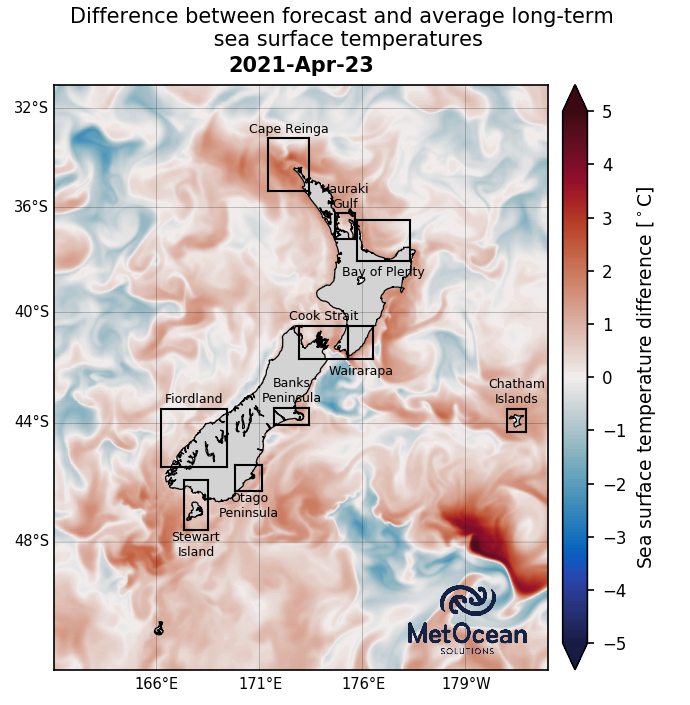 Difference between forecast and average long-term
sea surface temperatures
2021-Apr-23
32°S
36°S
40°S
44°S
48°S
Cape Reinga
Hauraki
Gulf
Bay of Plenty
Cook Strait
Wairarapa
Banks
Peninsula
Fiordland
Chatham
Islands
Otago
Peninsula
Stewart
Island
MetOcean
SOLUTIONS
166°E
171°E
176°E
179°W
5
4
3
2
1
0
−1
−2
−3
−4
−5
Sea surface temperature difference [°C]